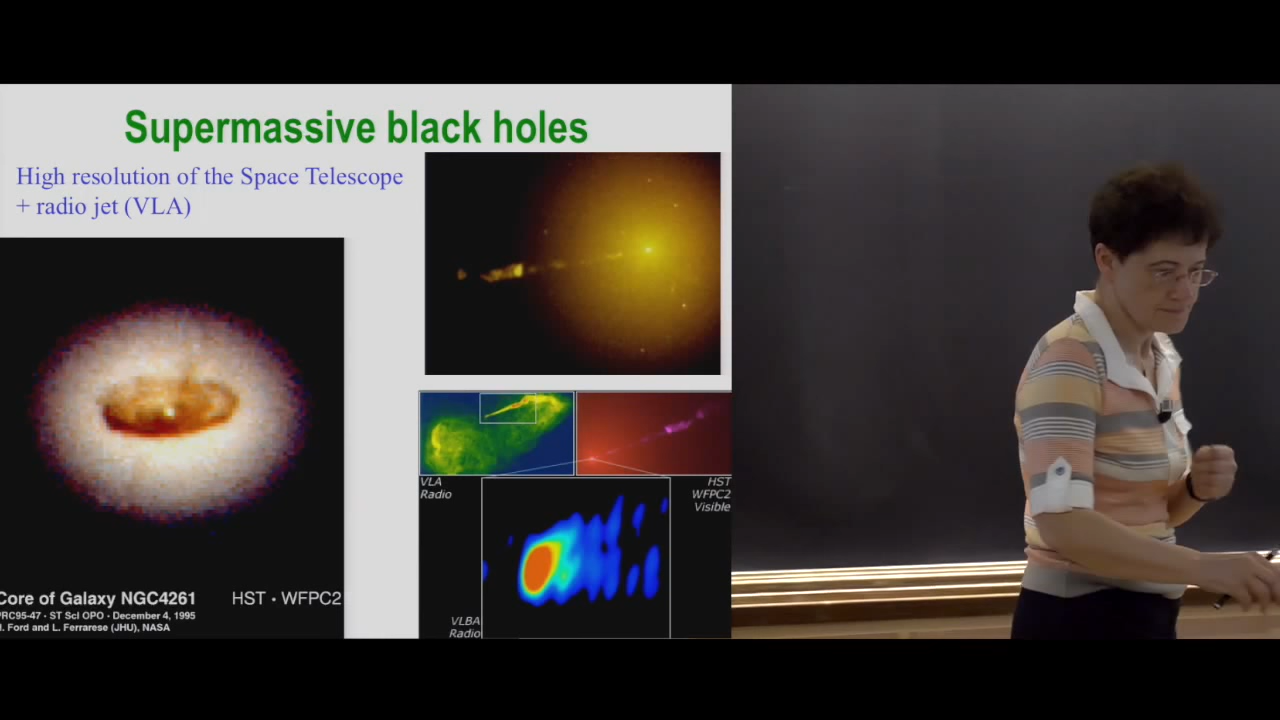 Supermassive black holes
High resolution of the Space Telescope
+ radio jet (VLA)
Core of Galaxy NGC4261
HST • WFPC2
PRC95-47 • ST ScI OPO • December 4, 1995
H. Ford and L. Ferrarese (JHU), NASA
VLA
Radio
HST
WFPC2
Visible
VLBA
Radio